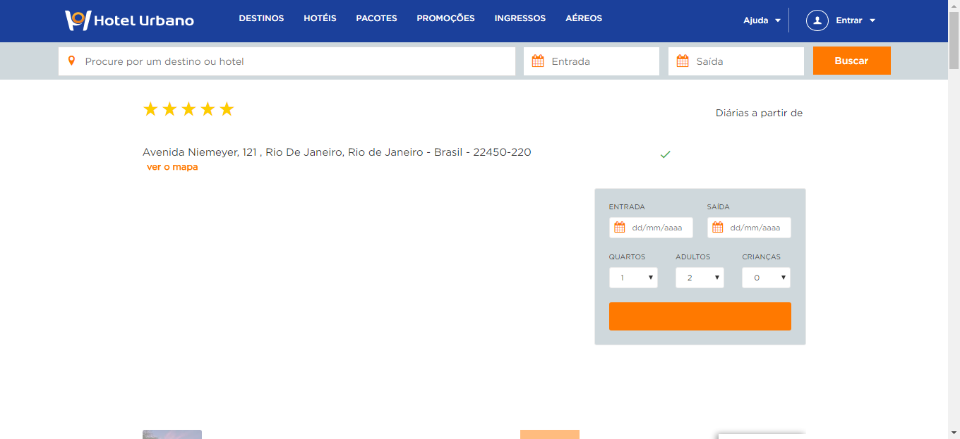 Hotel Urbano
DESTINOS HOTÉIS PACOTES PROMOÇÕES INGRESSOS AÉREOS
Ajuda Entrar
Procure por um destino ou hotel
Entrada
Saída
Buscar
Diárias a partir de
Avenida Niemeyer, 121 , Rio De Janeiro, Rio de Janeiro - Brasil - 22450-220
ver o mapa
ENTRADA SAÍDA
dd/mm/aaaa dd/mm/aaaa
QUARTOS ADULTOS CRIANÇAS
1 2 0